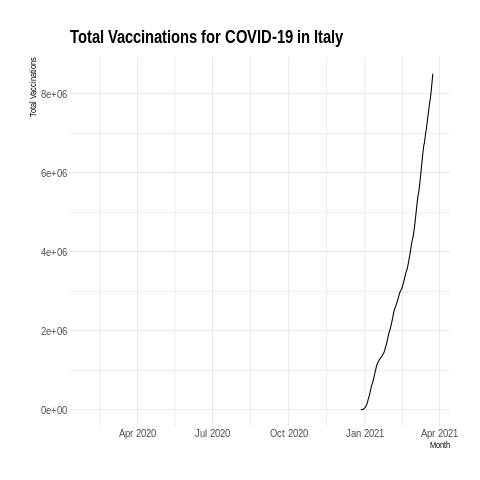 Total Vaccinations for COVID-19 in Italy
Total Vaccinations
8e+06
6e+06
4e+06
2e+06
0e+00
Apr 2020 Jul 2020 Oct 2020 Jan 2021 Apr 2021
Month